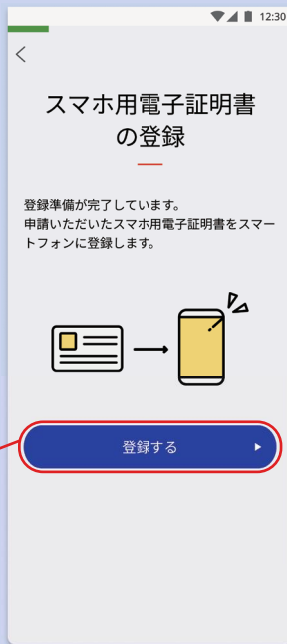 12:30
スマホ用電子証明書
の登録
登録準備が完了しています。
申請いただいたスマホ用電子証明書をスマー
トフォンに登録します。
登録する